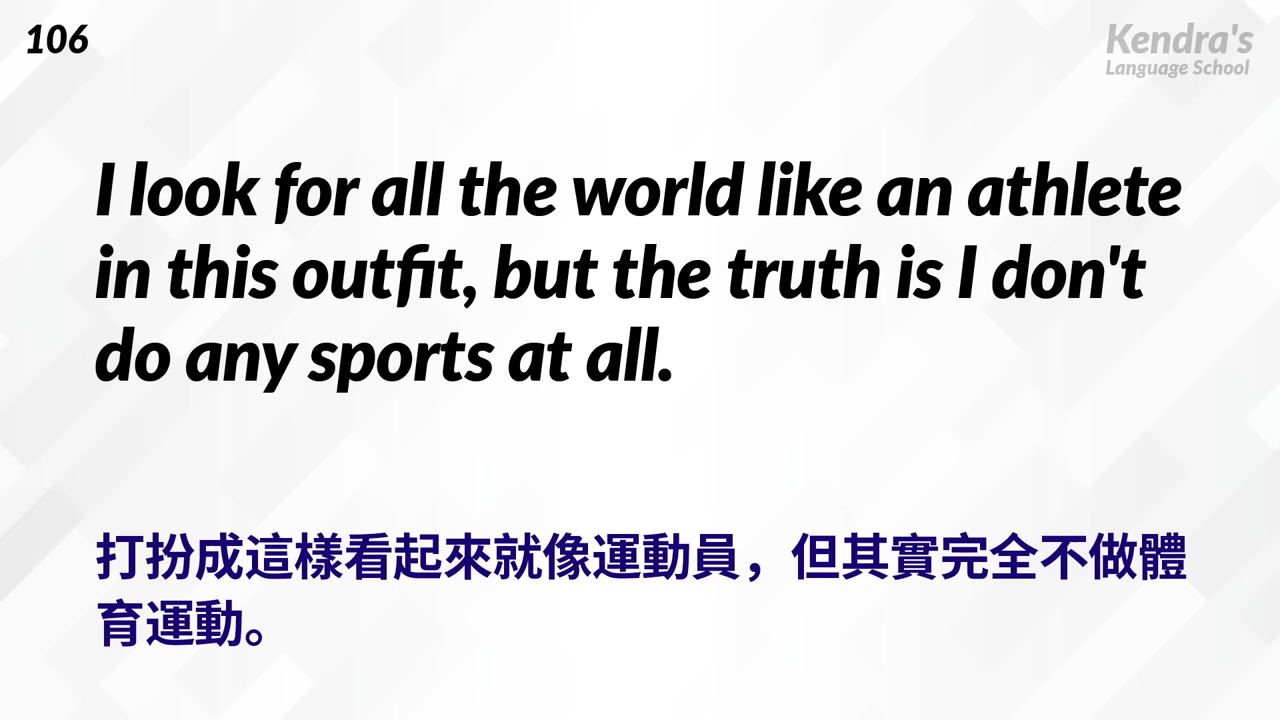 106
Kendra's
Language School
I look for all the world like an athlete
in this outfit, but the truth is I don't
do any sports at all.
打扮成這樣看起來就像運動員，但其實完全不做體
育運動。